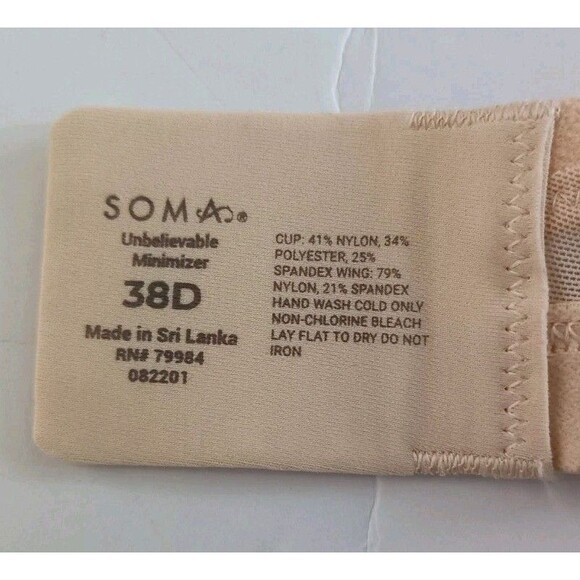 SOMA®
Unbelievable
Minimizer
38D
Made in Sri Lanka
RN# 79984
082201
CUP: 41% NYLON, 34%
POLYESTER, 25%
SPANDEX WING: 79%
NYLON, 21% SPANDEX
HAND WASH COLD ONLY
NON-CHLORINE BLEACH
LAY FLAT TO DRY DO NOT
IRON